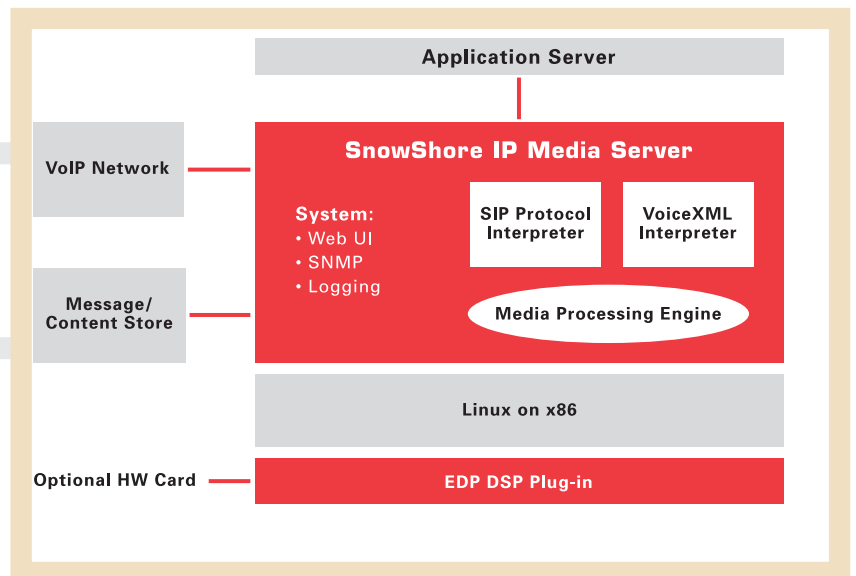 Application Server
VoIP Network
SnowShore IP Media Server
System:
• Web UI
• SNMP
• Logging
SIP Protocol
Interpreter
VoiceXML
Interpreter
Message/
Content Store
Media Processing Engine
Linux on x86
Optional HW Card
EDP DSP Plug-in